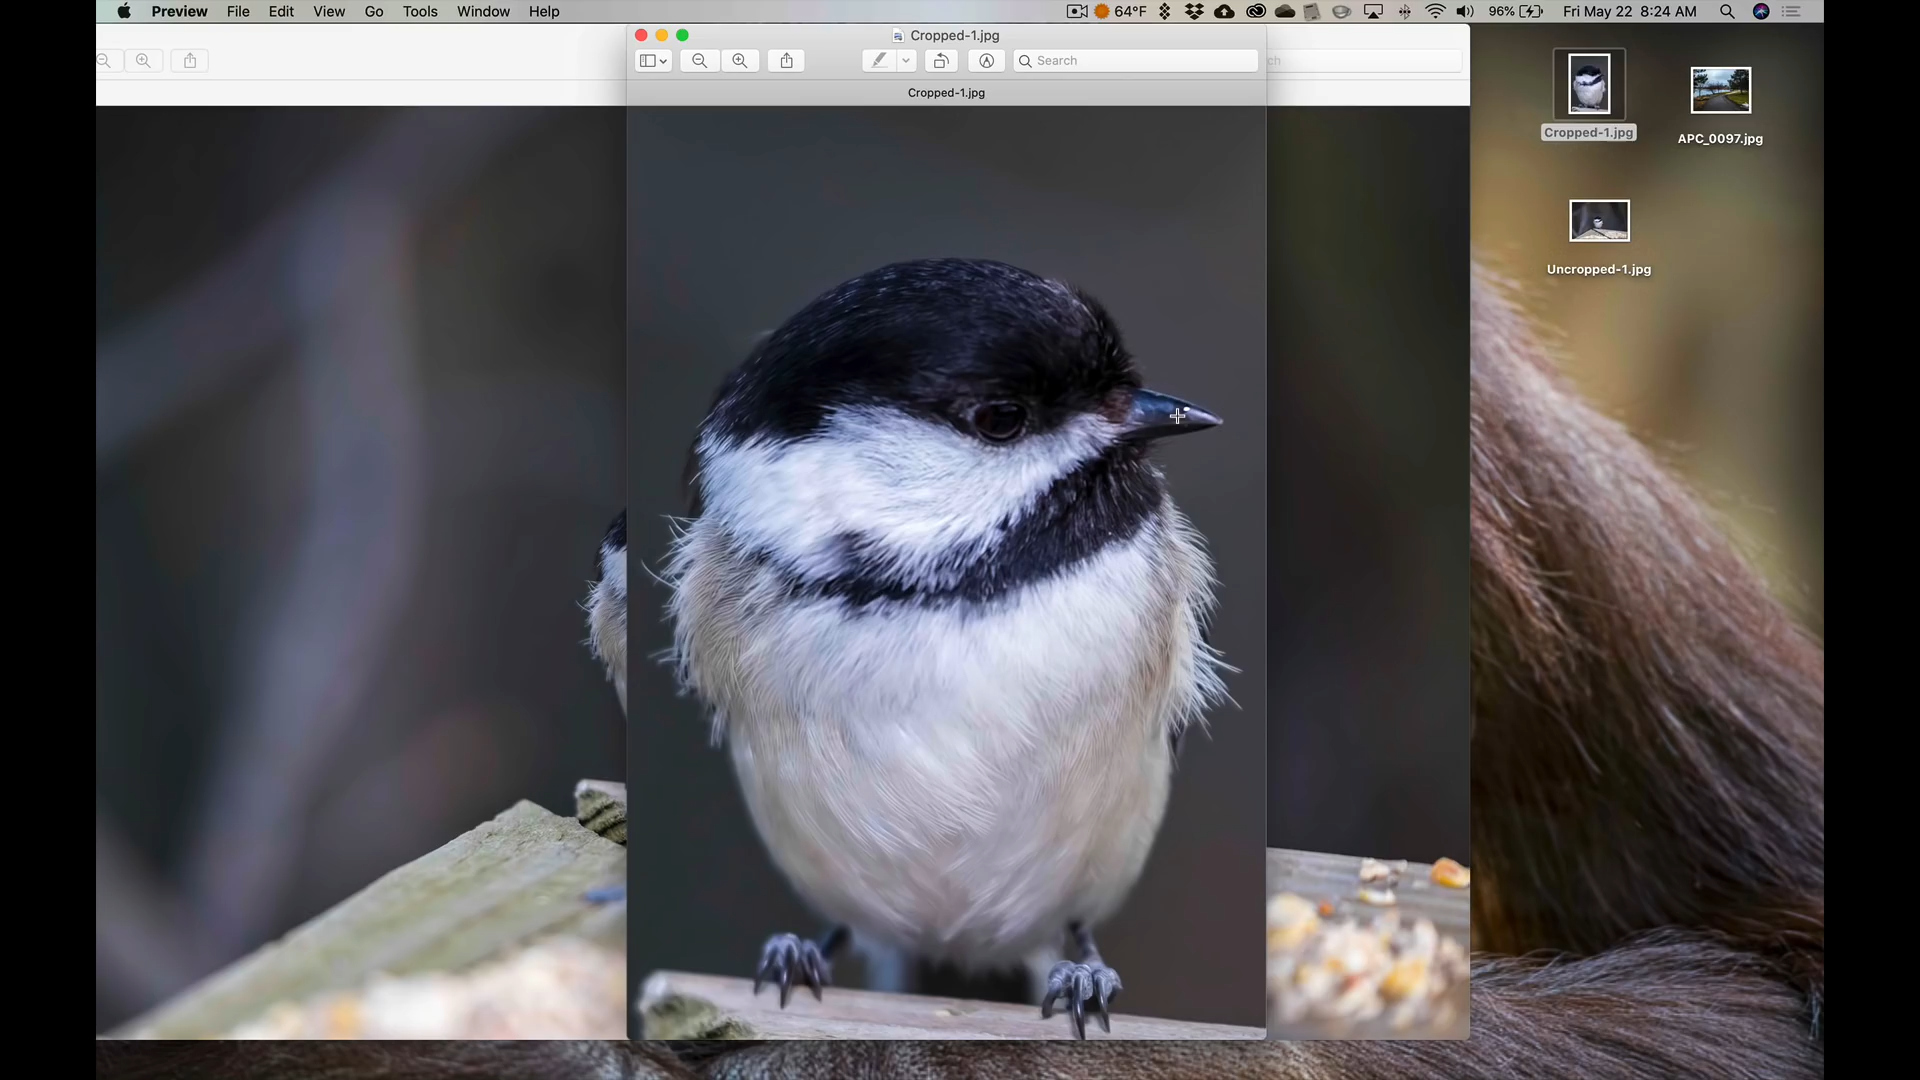 Preview File Edit View Go Tools Window Help 64°F 96% Fri May 22 8:24 AM
Cropped-1.jpg
Search
ch
Cropped-1.jpg
Cropped-1.jpg
APC_0097.jpg
Uncropped-1.jpg